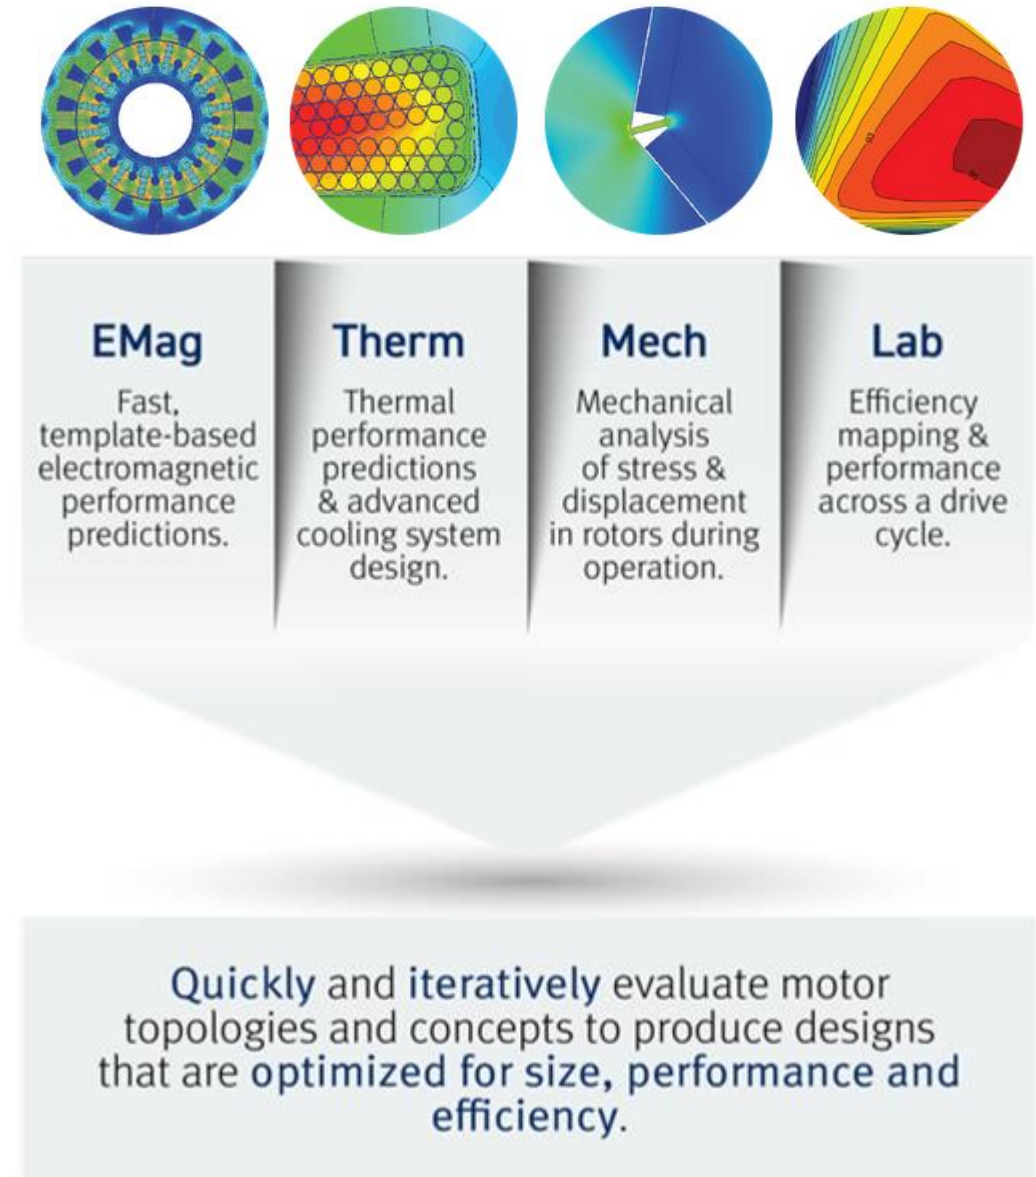 EMag
Fast,
template-based
electromagnetic
performance
predictions.
Therm
Thermal
performance
predictions
& advanced
cooling system
design.
Mech
Mechanical
analysis
of stress &
displacement
in rotors during
operation.
Lab
Efficiency
mapping &
performance
across a drive
cycle.
Quickly and iteratively evaluate motor
topologies and concepts to produce designs
that are optimized for size, performance and
efficiency.